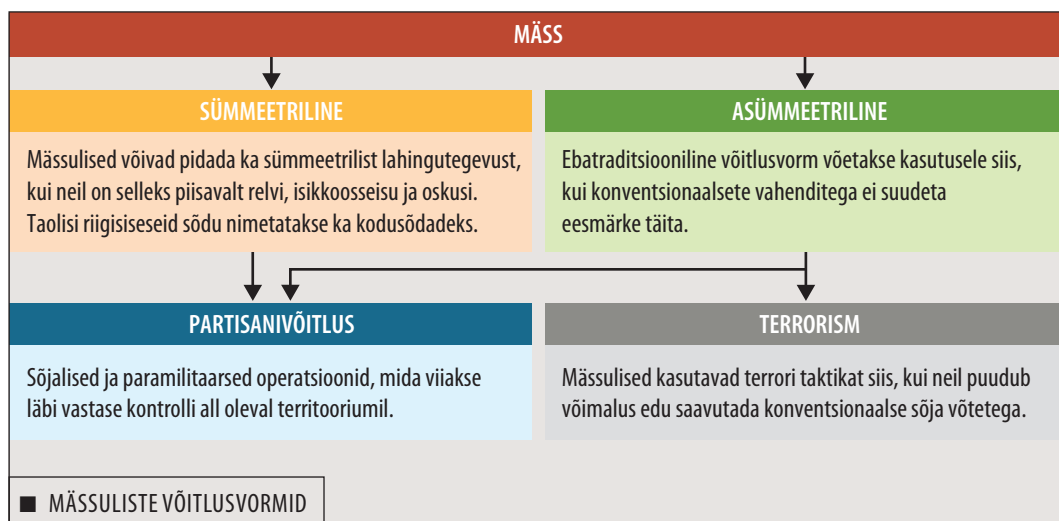 MÄSS
SÜMMEETRILINE
Mässulised võivad pidada ka sümmeetrilist lahingutegevust,
kui neil on selleks piisavalt relvi, isikkoosseisu ja oskusi.
Taolisi riigisiseseid sõdu nimetatakse ka kodusõdadeks.
ASÜMMEETRILINE
Ebatraditsiooniline võitlusvorm võetakse kasutusele siis,
kui konventsionaalsete vahenditega ei suudeta
eesmärke täita.
PARTISANIVÕITLUS
Sõjalised ja paramilitaarsed operatsioonid, mida viiakse
läbi vastase kontrolli all oleval territooriumil.
TERRORISM
Mässulised kasutavad terrori taktikat siis, kui neil puudub
võimalus edu saavutada konventsionaalse sõja võtetega.
■ MÄSSULISTE VÕITLUSVORMID